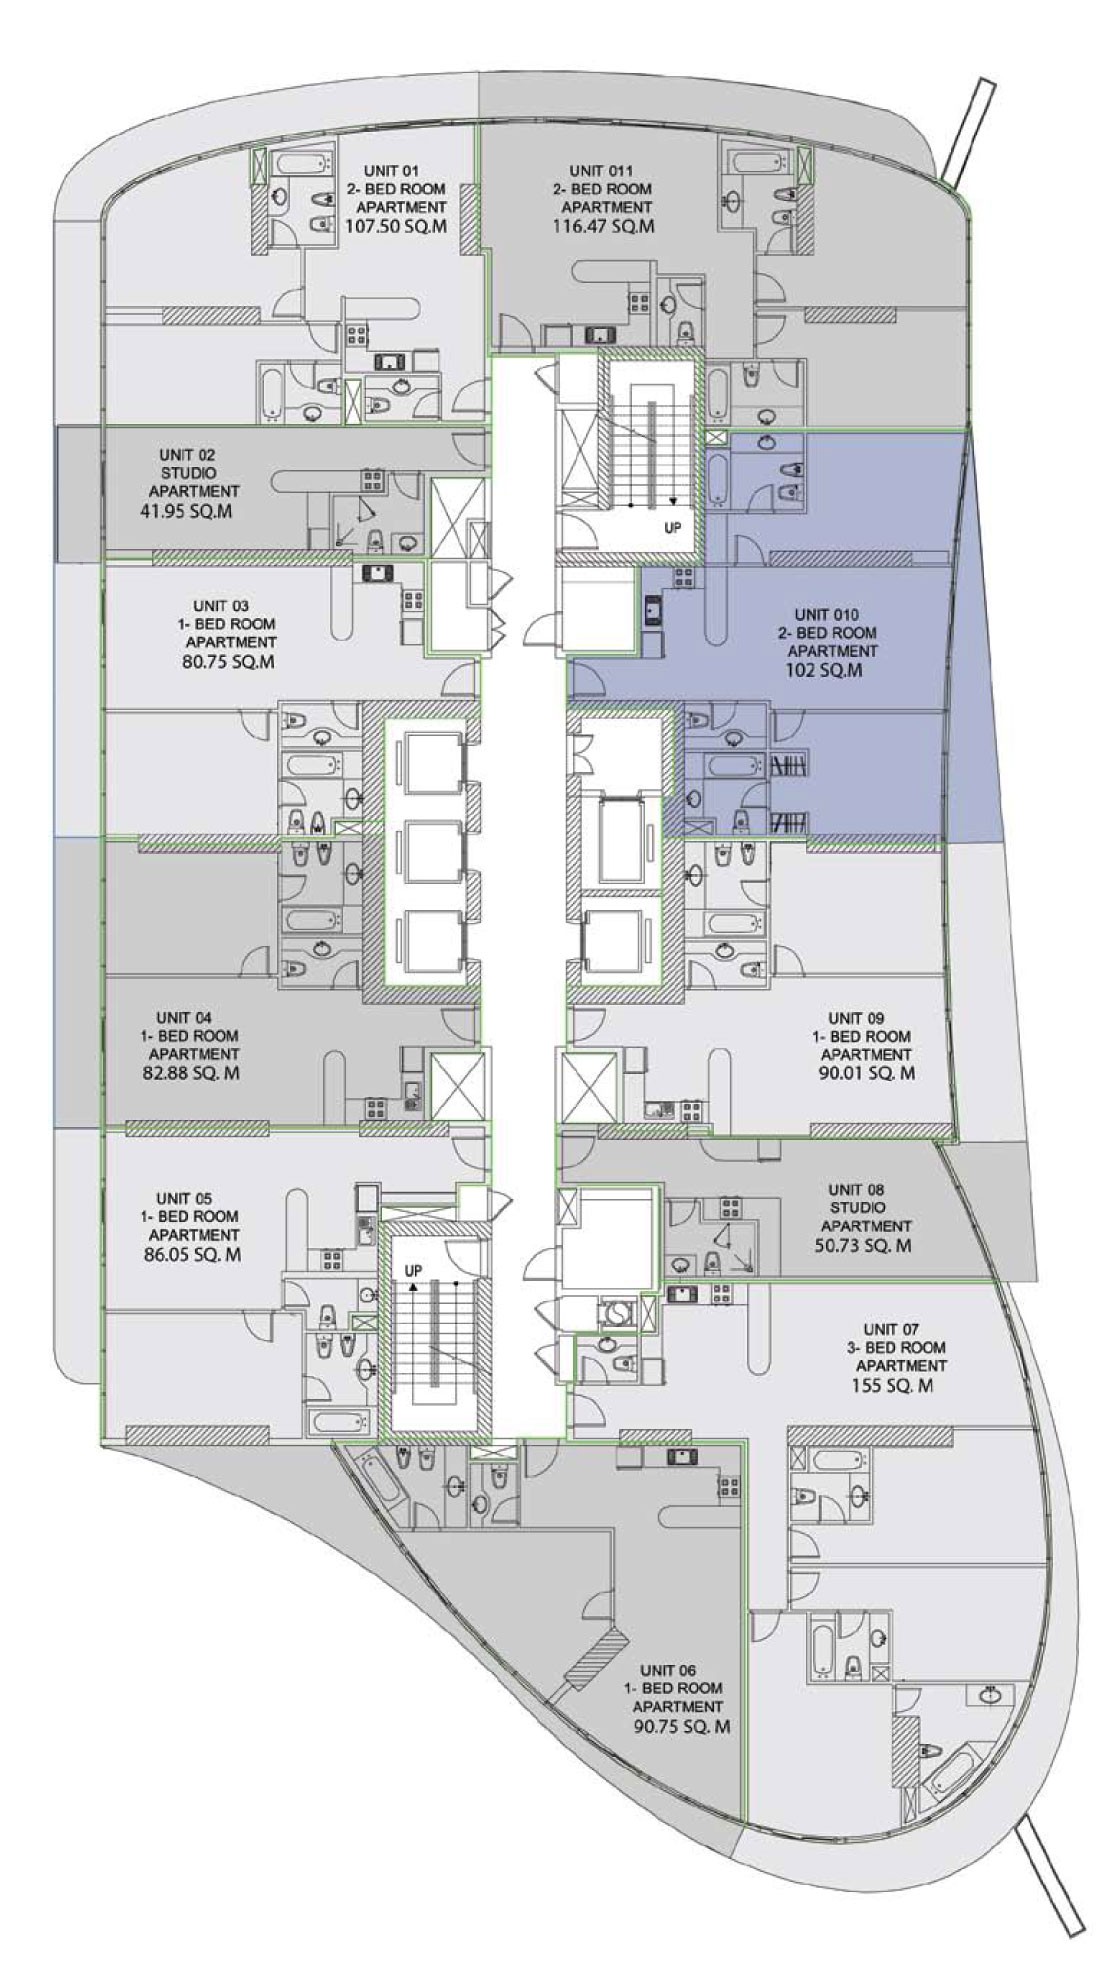 UNIT 01
2- BED ROOM
APARTMENT
107.50 SQ.M
UNIT 011
2- BED ROOM
APARTMENT
116.47 SQ.M
UNIT 02
STUDIO
APARTMENT
41.95 SQ.M
UP
UNIT 03
1- BED ROOM
APARTMENT
80.75 SQ.M
UNIT 010
2- BED ROOM
APARTMENT
102 SQ.M
UNIT 04
1- BED ROOM
APARTMENT
82.88 SQ. M
UNIT 09
1- BED ROOM
APARTMENT
90.01 SQ. M
UNIT 05
1- BED ROOM
APARTMENT
86.05 SQ. M
UNIT 08
STUDIO
APARTMENT
50.73 SQ. M
UP
UNIT 07
3- BED ROOM
APARTMENT
155 SQ. M
UNIT 06
1- BED ROOM
APARTMENT
90.75 SQ. M